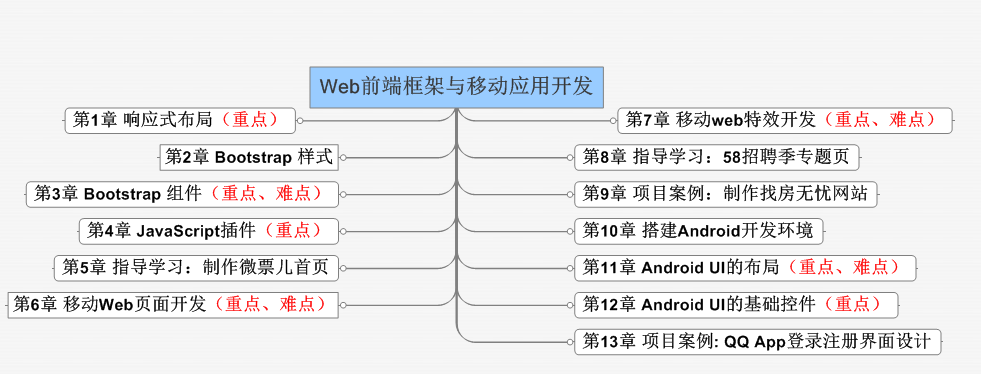 Web前端框架与移动应用开发
第1章 响应式布局（重点）
第2章 Bootstrap 样式
第3章 Bootstrap 组件（重点、难点）
第4章 JavaScript插件（重点）
第5章 指导学习：制作微票儿首页
第6章 移动Web页面开发（重点、难点）
第7章 移动web特效开发（重点、难点）
第8章 指导学习：58招聘季专题页
第9章 项目案例：制作找房无忧网站
第10章 搭建Android开发环境
第11章 Android UI的布局（重点、难点）
第12章 Android UI的基础控件（重点）
第13章 项目案例: QQ App登录注册界面设计